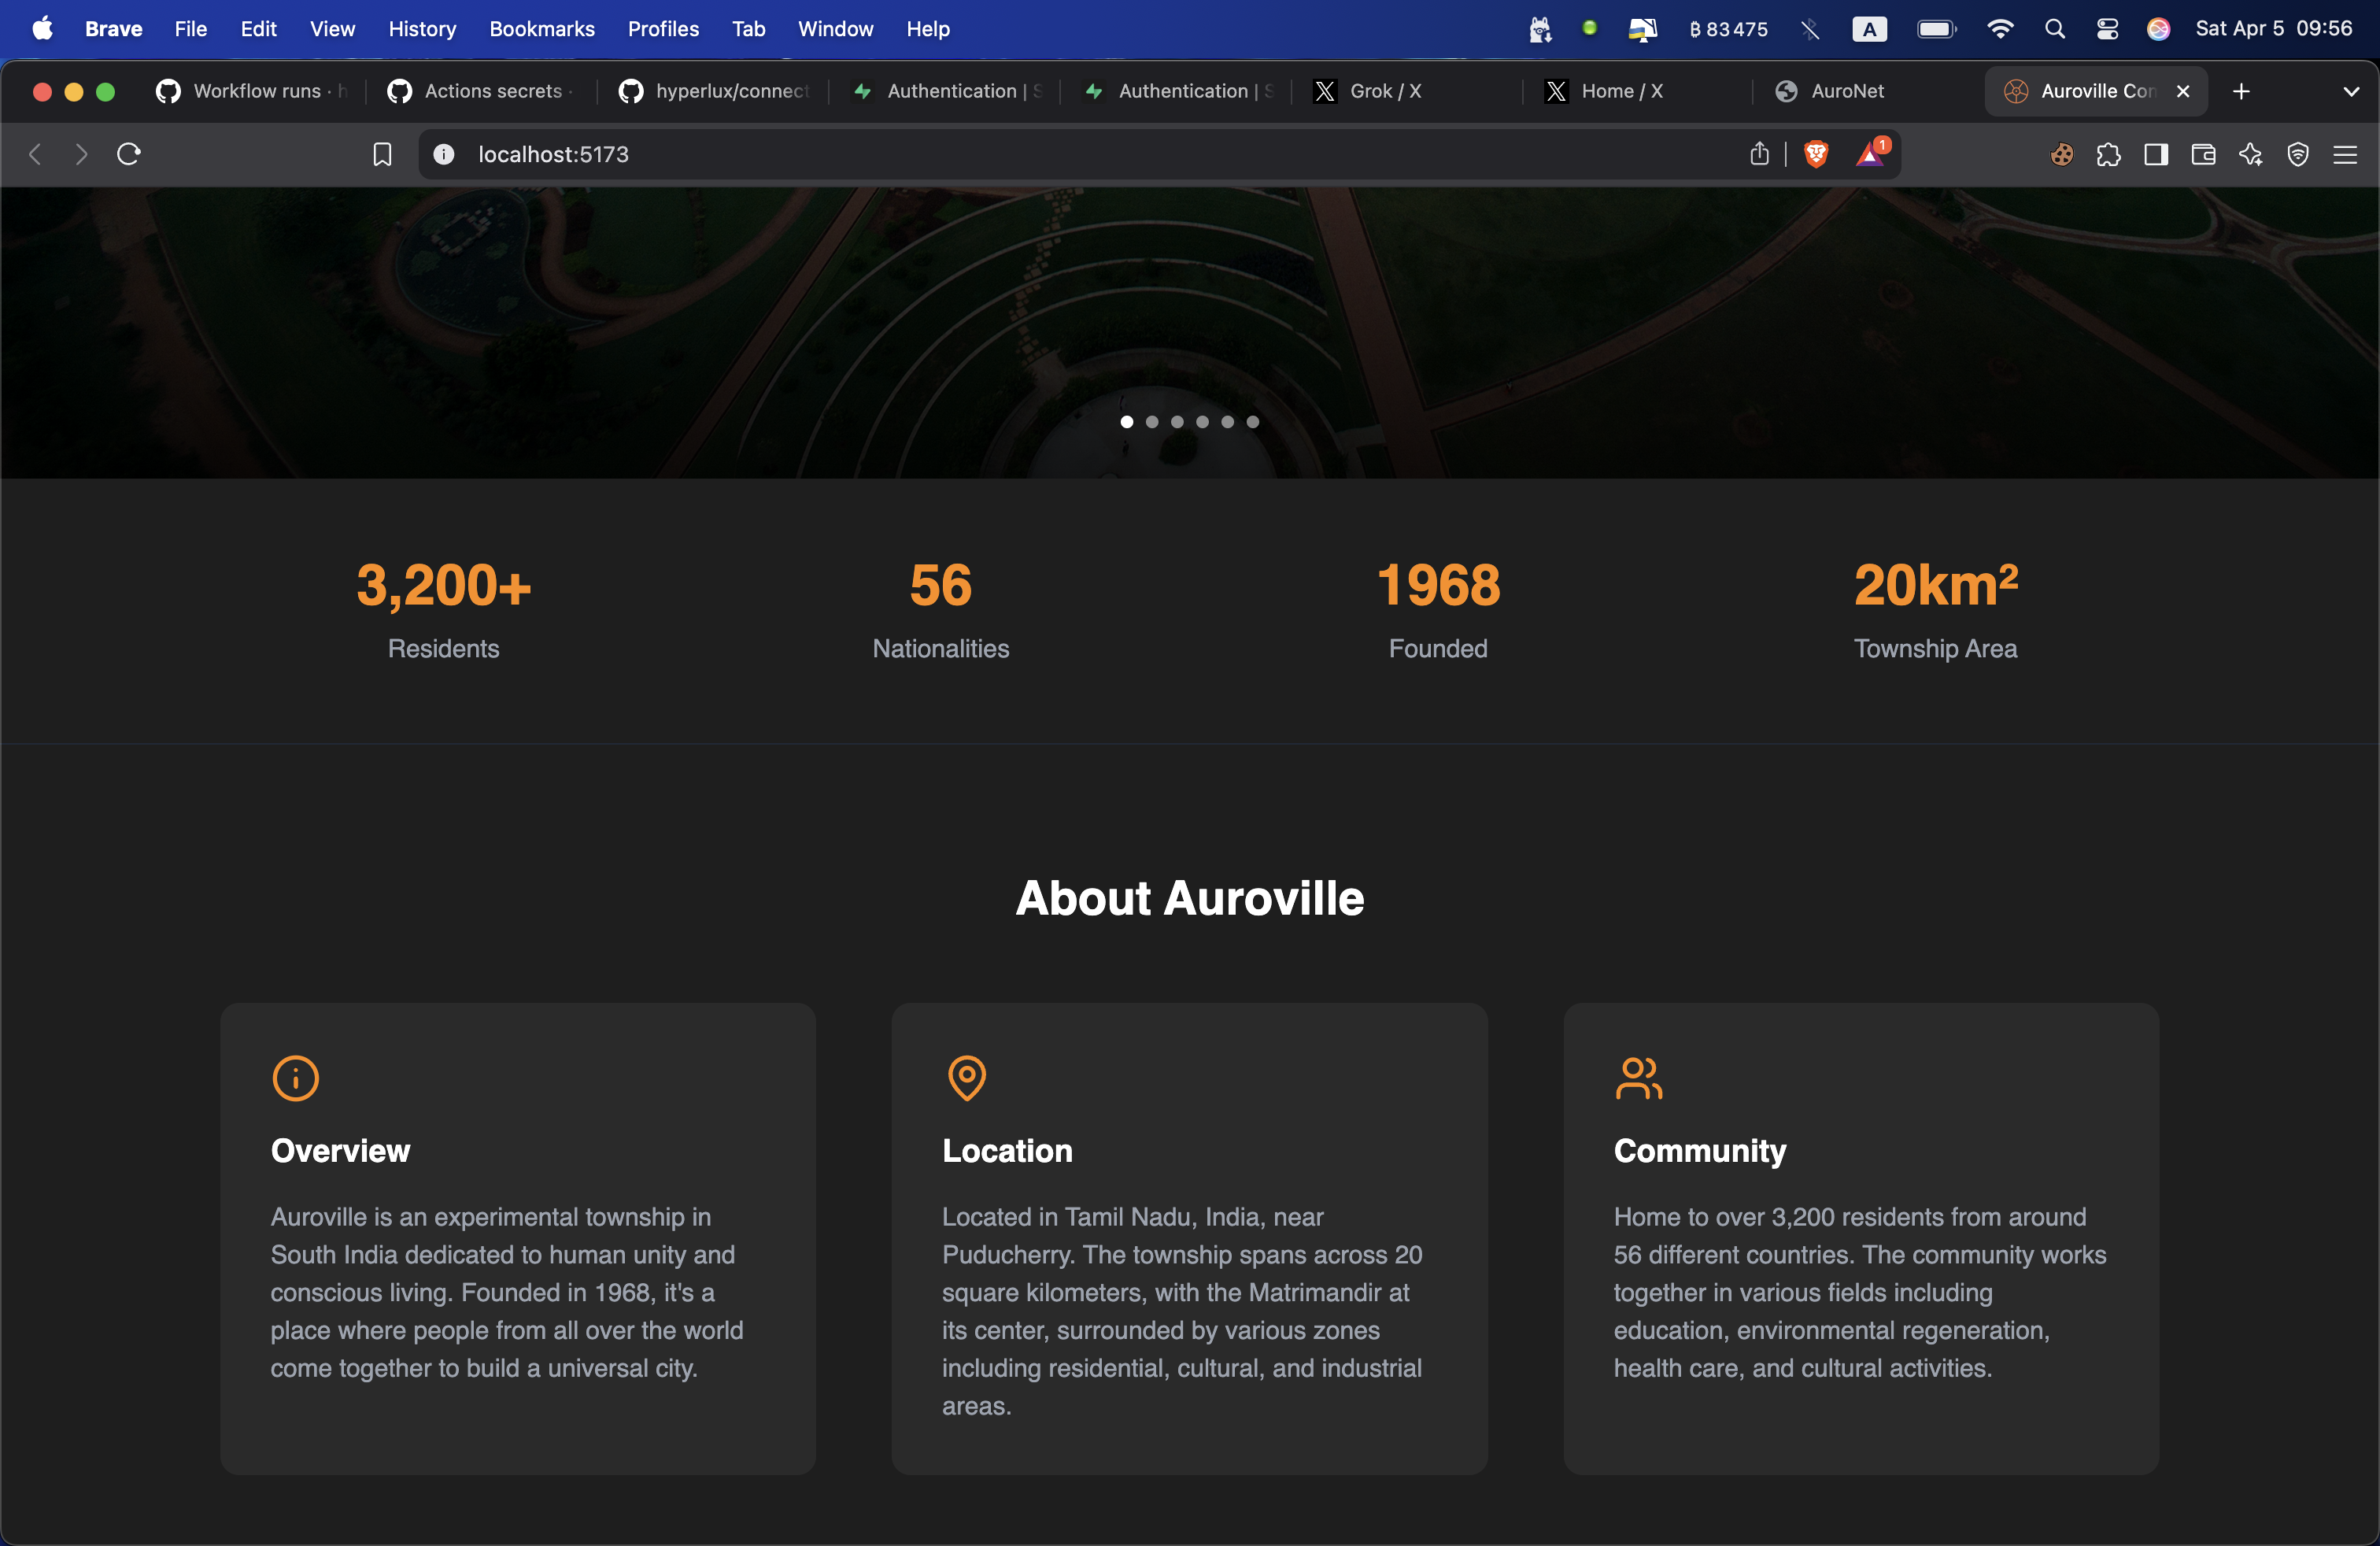 Brave File Edit View History Bookmarks Profiles Tab Window Help ₿ 83 475 A Sat Apr 5 09:56
Workflow runs · Actions secrets · hyperlux/connect Authentication | Authentication | Grok / X Home / X AuroNet Auroville Con
localhost:5173 1
3,200+ 56 1968 20km²
Residents Nationalities Founded Township Area
About Auroville
Overview
Auroville is an experimental township in
South India dedicated to human unity and
conscious living. Founded in 1968, it's a
place where people from all over the world
come together to build a universal city.
Location
Located in Tamil Nadu, India, near
Puducherry. The township spans across 20
square kilometers, with the Matrimandir at
its center, surrounded by various zones
including residential, cultural, and industrial
areas.
Community
Home to over 3,200 residents from around
56 different countries. The community works
together in various fields including
education, environmental regeneration,
health care, and cultural activities.